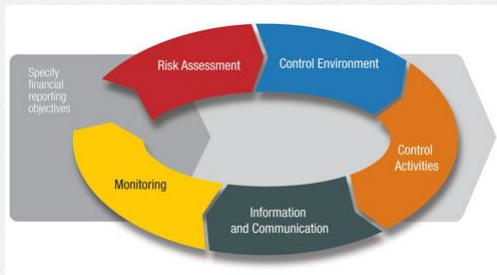 Specify
financial
reporting
objectives
Risk Assessment
Control Environment
Control
Activities
Information
and Communication
Monitoring